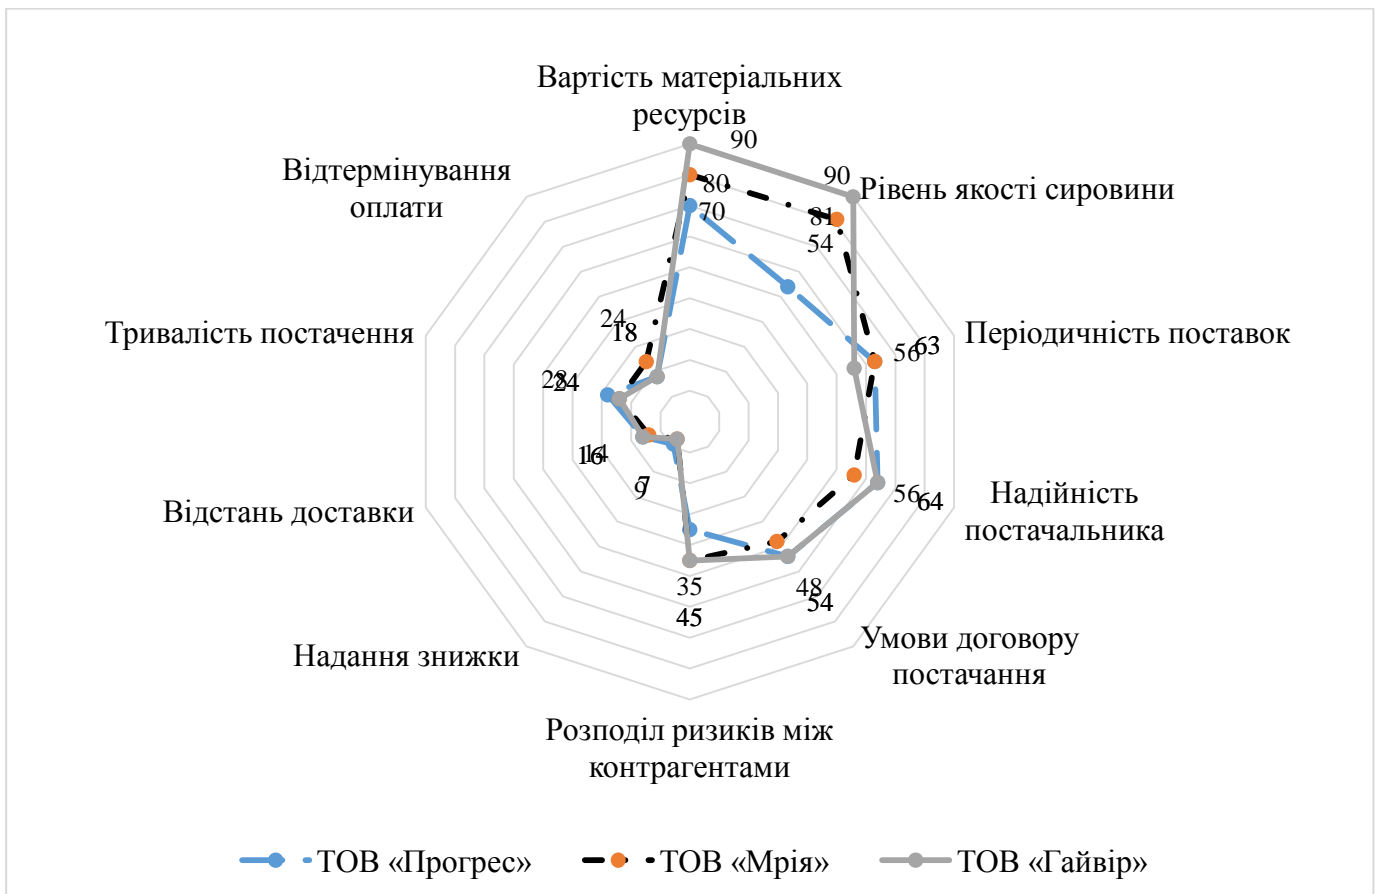 Вартість матеріальних
ресурсів
90
90
Відтермінування
оплати
80
70
Рівень якості сировини
81
54
24
18
Тривалість постачення
Періодичність поставок
56
63
28
24
16
14
9
7
Відстань доставки
56
64
Надійність
постачальника
35
45
48
54
Надання знижки
Умови договору
постачання
Розподіл ризиків між
контрагентами
ТОВ «Прогрес»
ТОВ «Мрія»
ТОВ «Гайвір»